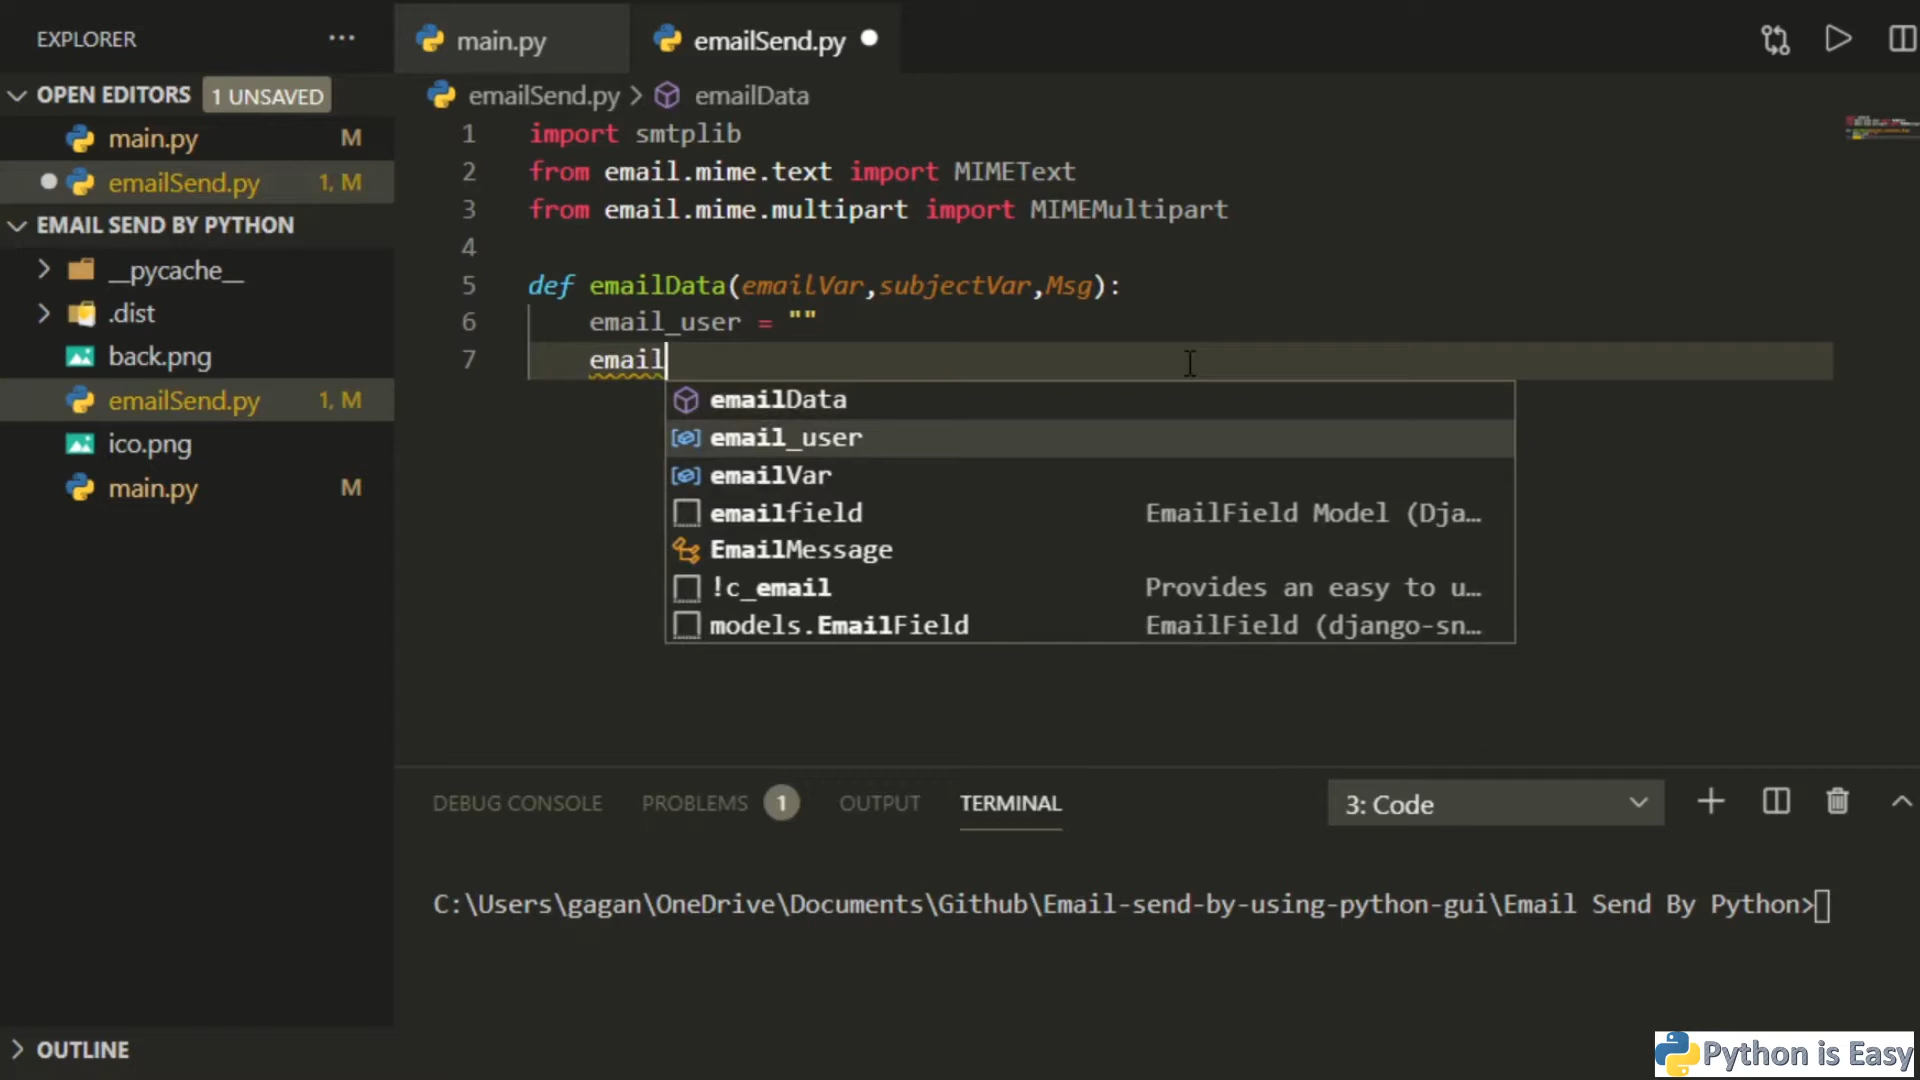 EXPLORER
...
main.py
emailSend.py
OPEN EDITORS 1 UNSAVED
main.py M
emailSend.py 1, M
EMAIL SEND BY PYTHON
__pycache__
.dist
back.png
emailSend.py 1, M
ico.png
main.py M
OUTLINE
emailSend.py > emailData
1 import smtplib
2 from email.mime.text import MIMEText
3 from email.mime.multipart import MIMEMultipart
4
5 def emailData(emailVar,subjectVar,Msg):
6 email_user = ""
7 email
emailData
email_user
emailVar
emailfield EmailField Model (Dja…
EmailMessage
!c_email Provides an easy to u…
models.EmailField EmailField (django-sn…
DEBUG CONSOLE PROBLEMS 1 OUTPUT TERMINAL 3: Code
C:\Users\gagan\OneDrive\Documents\Github\Email-send-by-using-python-gui\Email Send By Python>
Python is Easy